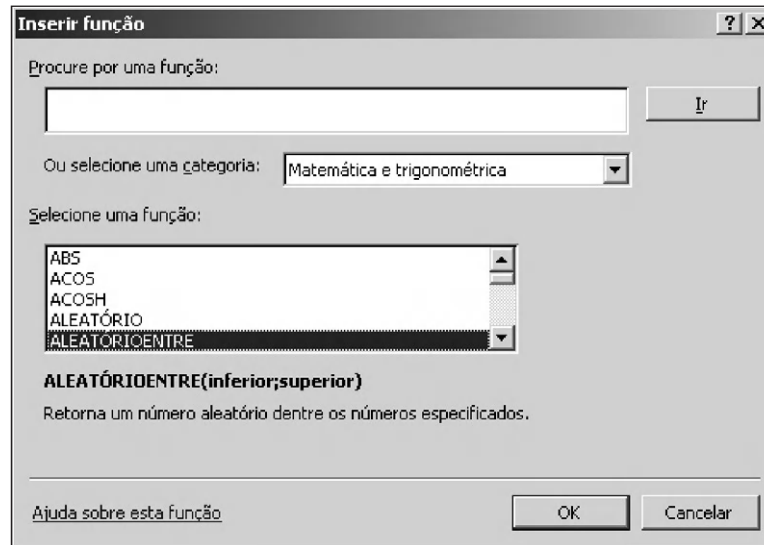 Inserir função
Procure por uma função:
Ir
Ou selecione uma categoria: Matemática e trigonométrica
Selecione uma função:
ABS
ACOS
ACOSH
ALEATÓRIO
ALEATÓRIOENTRE
ALEATÓRIOENTRE(inferior;superior)
Retorna um número aleatório dentre os números especificados.
Ajuda sobre esta função OK Cancelar